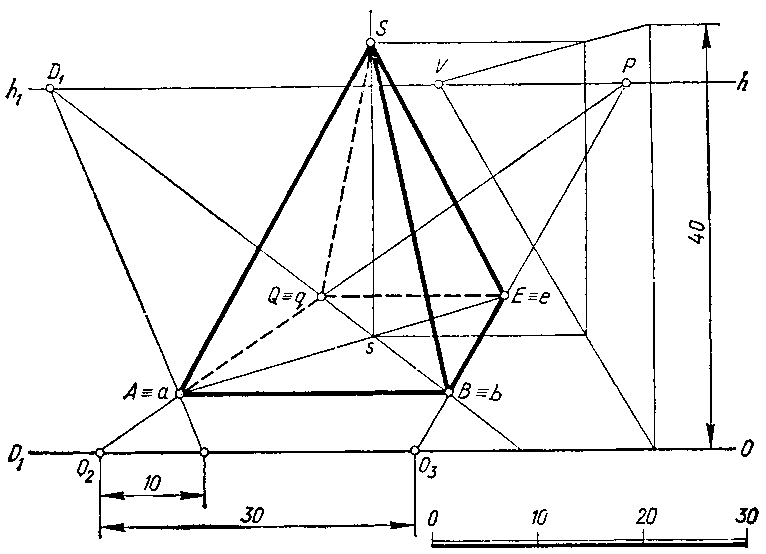 S
D₁ V P
h₁ h
40
Q≡q E≡e
s
A≡a B≡b
D₁ O₂ O₃ O
10
30 0 10 20 30